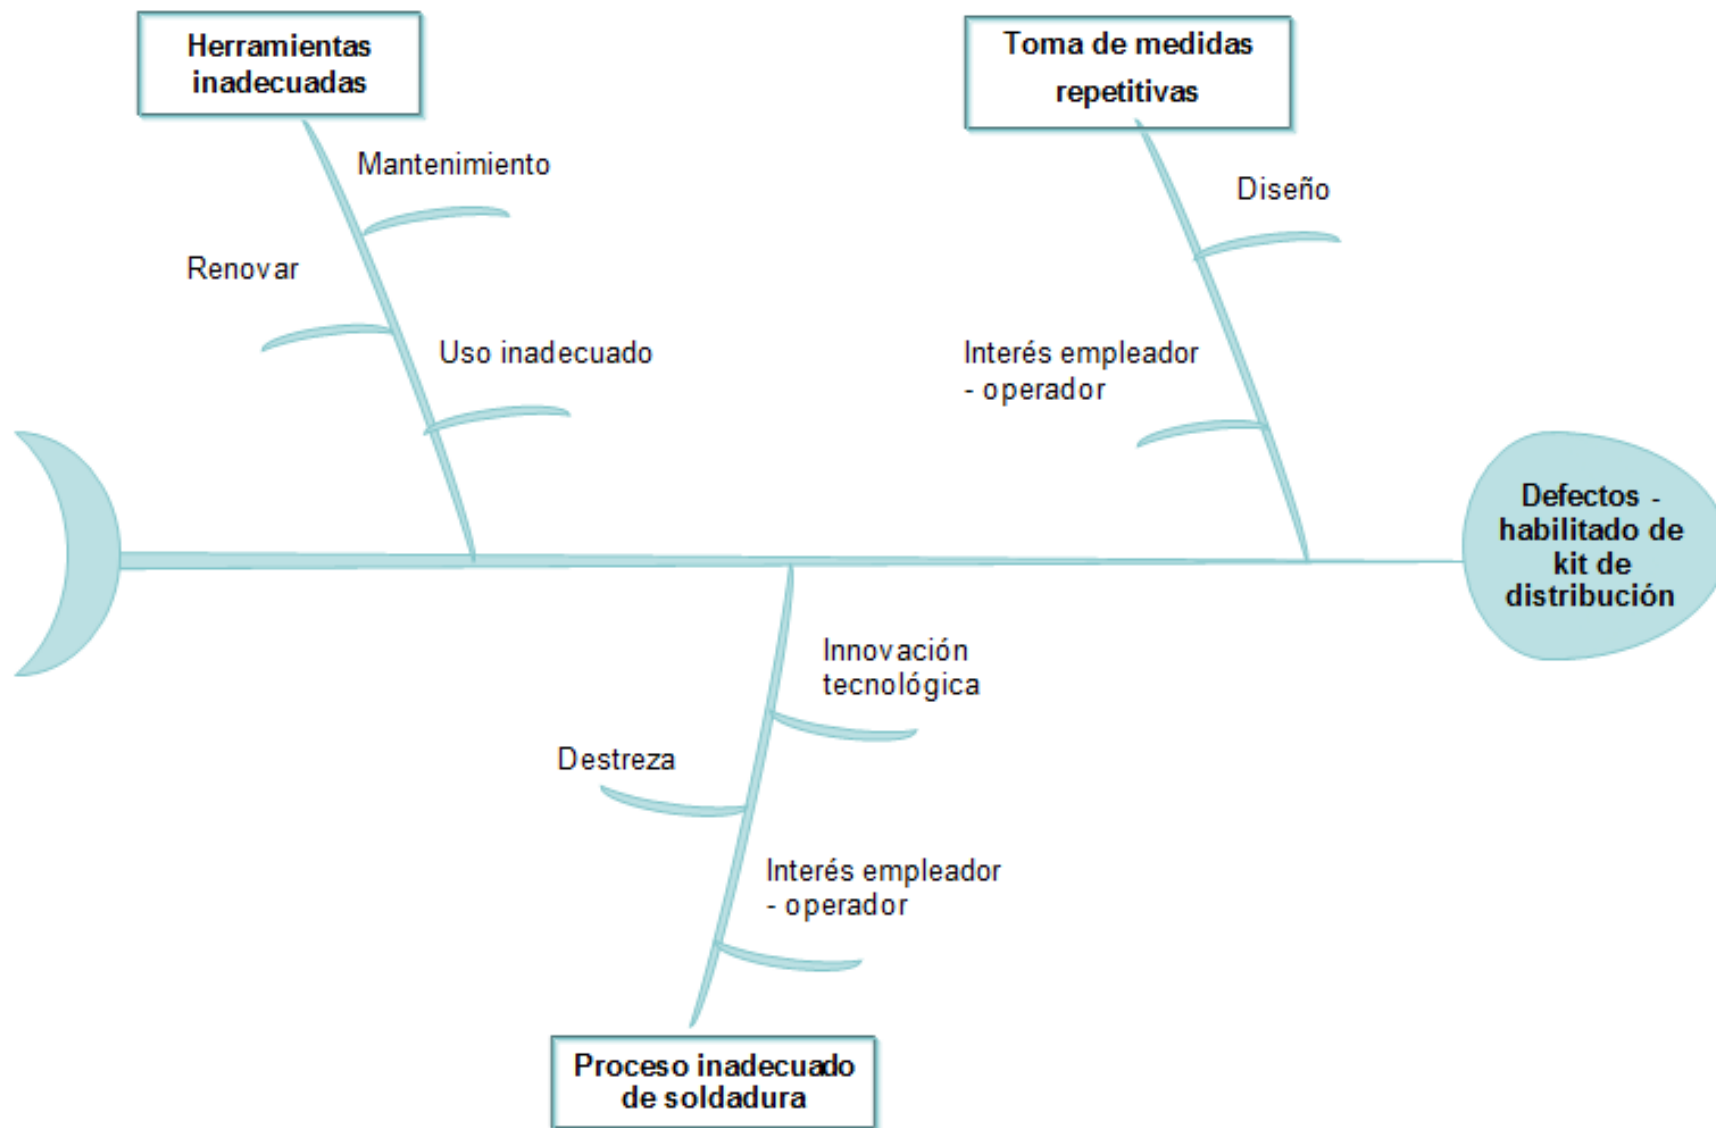 Herramientas
inadecuadas
Mantenimiento
Renovar
Uso inadecuado
Toma de medidas
repetitivas
Diseño
Interés empleador
- operador
Defectos -
habilitado de
kit de
distribución
Innovación
tecnológica
Destreza
Interés empleador
- operador
Proceso inadecuado
de soldadura